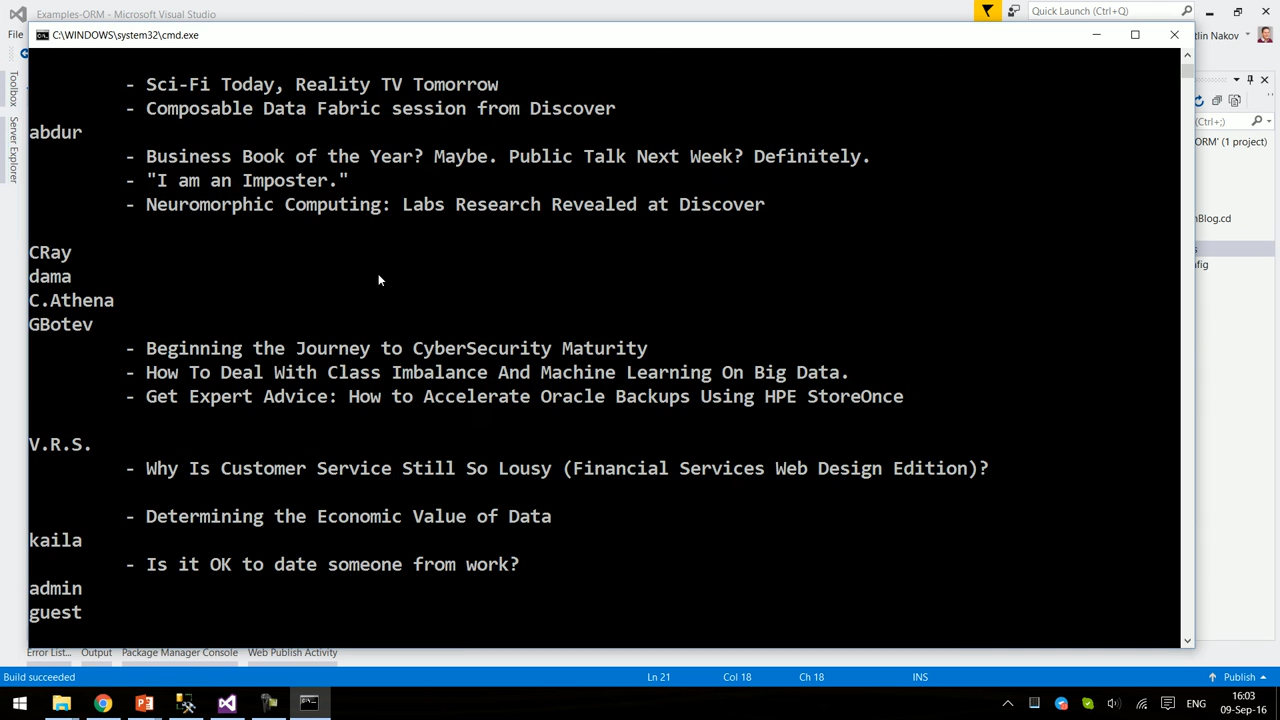 Examples-ORM - Microsoft Visual Studio
Quick Launch (Ctrl+Q)
File
tlin Nakov
C:\WINDOWS\system32\cmd.exe
Toolbox
Server Explorer
(Ctrl+;)
ORM' (1 project)
nBlog.cd
s
nfig
- Sci-Fi Today, Reality TV Tomorrow
- Composable Data Fabric session from Discover
abdur
- Business Book of the Year? Maybe. Public Talk Next Week? Definitely.
- "I am an Imposter."
- Neuromorphic Computing: Labs Research Revealed at Discover
CRay
dama
C.Athena
GBotev
- Beginning the Journey to CyberSecurity Maturity
- How To Deal With Class Imbalance And Machine Learning On Big Data.
- Get Expert Advice: How to Accelerate Oracle Backups Using HPE StoreOnce
V.R.S.
- Why Is Customer Service Still So Lousy (Financial Services Web Design Edition)?
- Determining the Economic Value of Data
kaila
- Is it OK to date someone from work?
admin
guest
Error List... Output Package Manager Console Web Publish Activity
Build succeeded Ln 21 Col 18 Ch 18 INS Publish
ENG 16:03
09-Sep-16